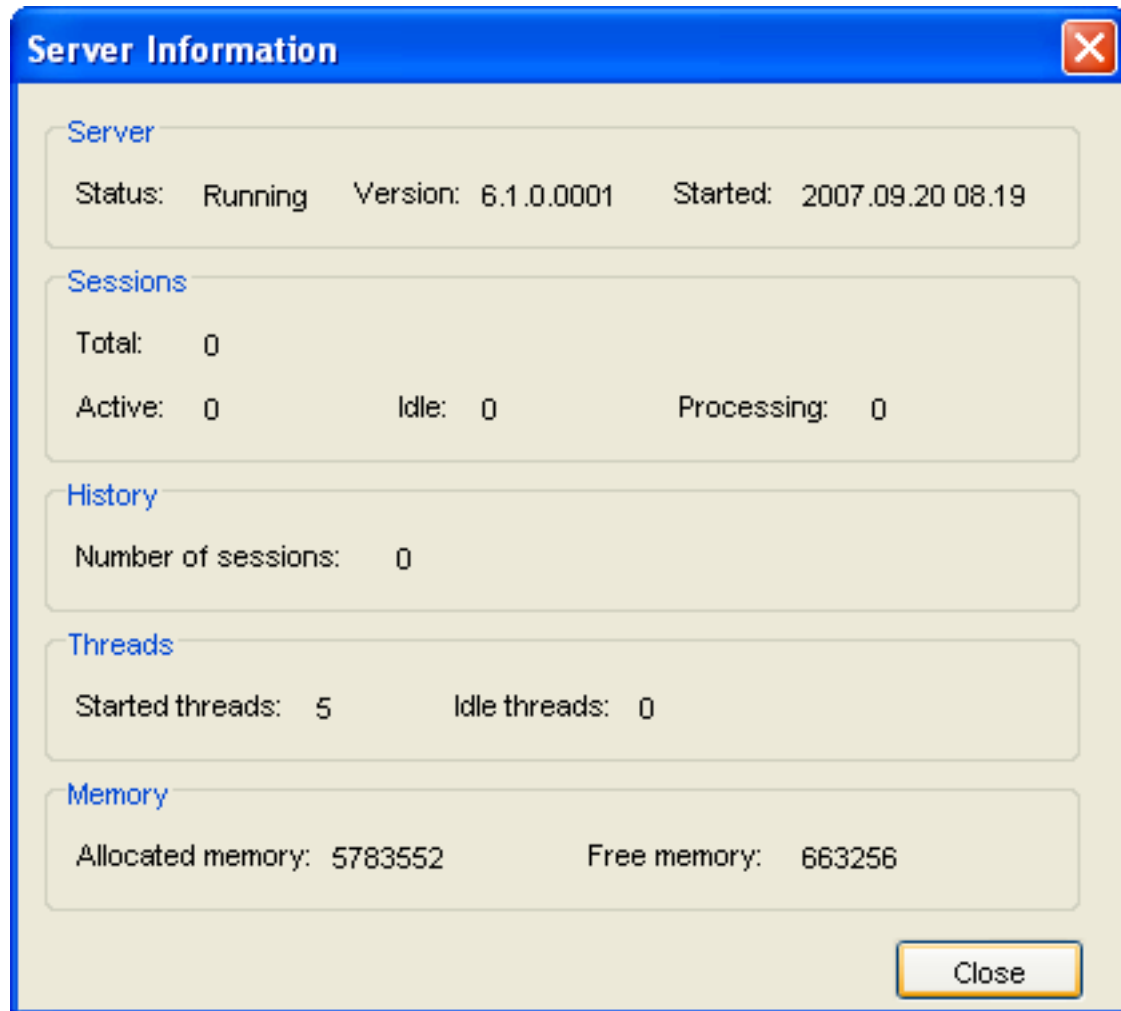 Server Information
Server
Status: Running Version: 6.1.0.0001 Started: 2007.09.20 08.19
Sessions
Total: 0
Active: 0 Idle: 0 Processing: 0
History
Number of sessions: 0
Threads
Started threads: 5 Idle threads: 0
Memory
Allocated memory: 5783552 Free memory: 663256
Close